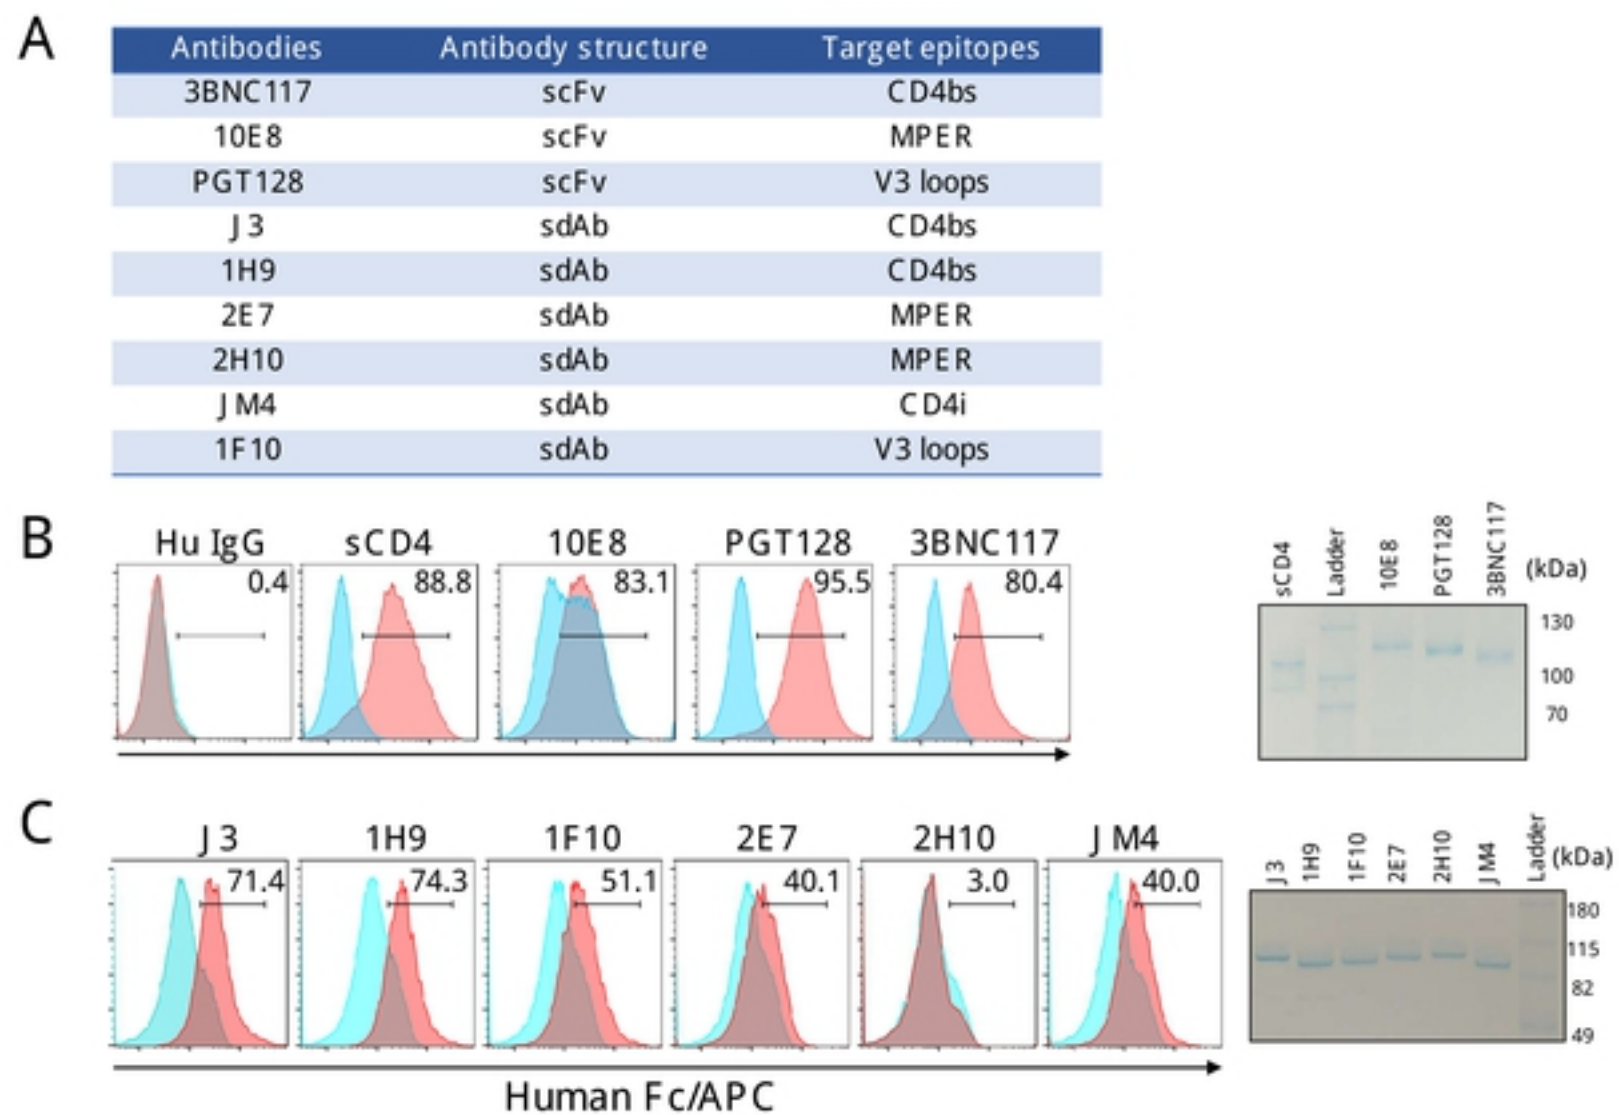 A
Antibodies Antibody structure Target epitopes
3BNC117 scFv CD4bs
10E8 scFv MPER
PGT128 scFv V3 loops
J3 sdAb CD4bs
1H9 sdAb CD4bs
2E7 sdAb MPER
2H10 sdAb MPER
JM4 sdAb CD4i
1F10 sdAb V3 loops
B
Hu IgG sCD4 10E8 PGT128 3BNC117
0.4 88.8 83.1 95.5 80.4
sCD4 Ladder 10E8 PGT128 3BNC117 (kDa)
130
100
70
C
J3 1H9 1F10 2E7 2H10 JM4
71.4 74.3 51.1 40.1 3.0 40.0
Human Fc/APC
J3 1H9 1F10 2E7 2H10 JM4 Ladder (kDa)
180
115
82
49